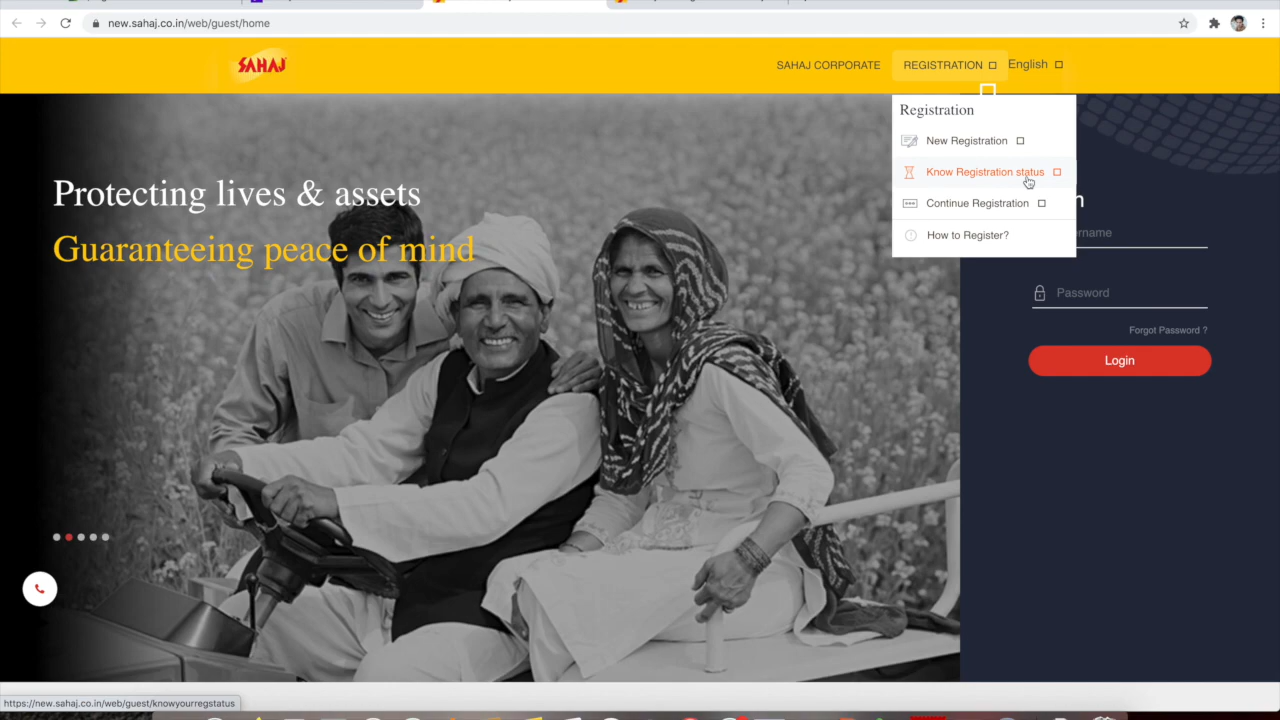 new.sahaj.co.in/web/guest/home
SAHAJ
SAHAJ CORPORATE
REGISTRATION
English
Registration
New Registration
Know Registration status
Continue Registration
How to Register?
Protecting lives & assets
Guaranteeing peace of mind
Password
Forgot Password ?
Login
https://new.sahaj.co.in/web/guest/knowyourregstatus